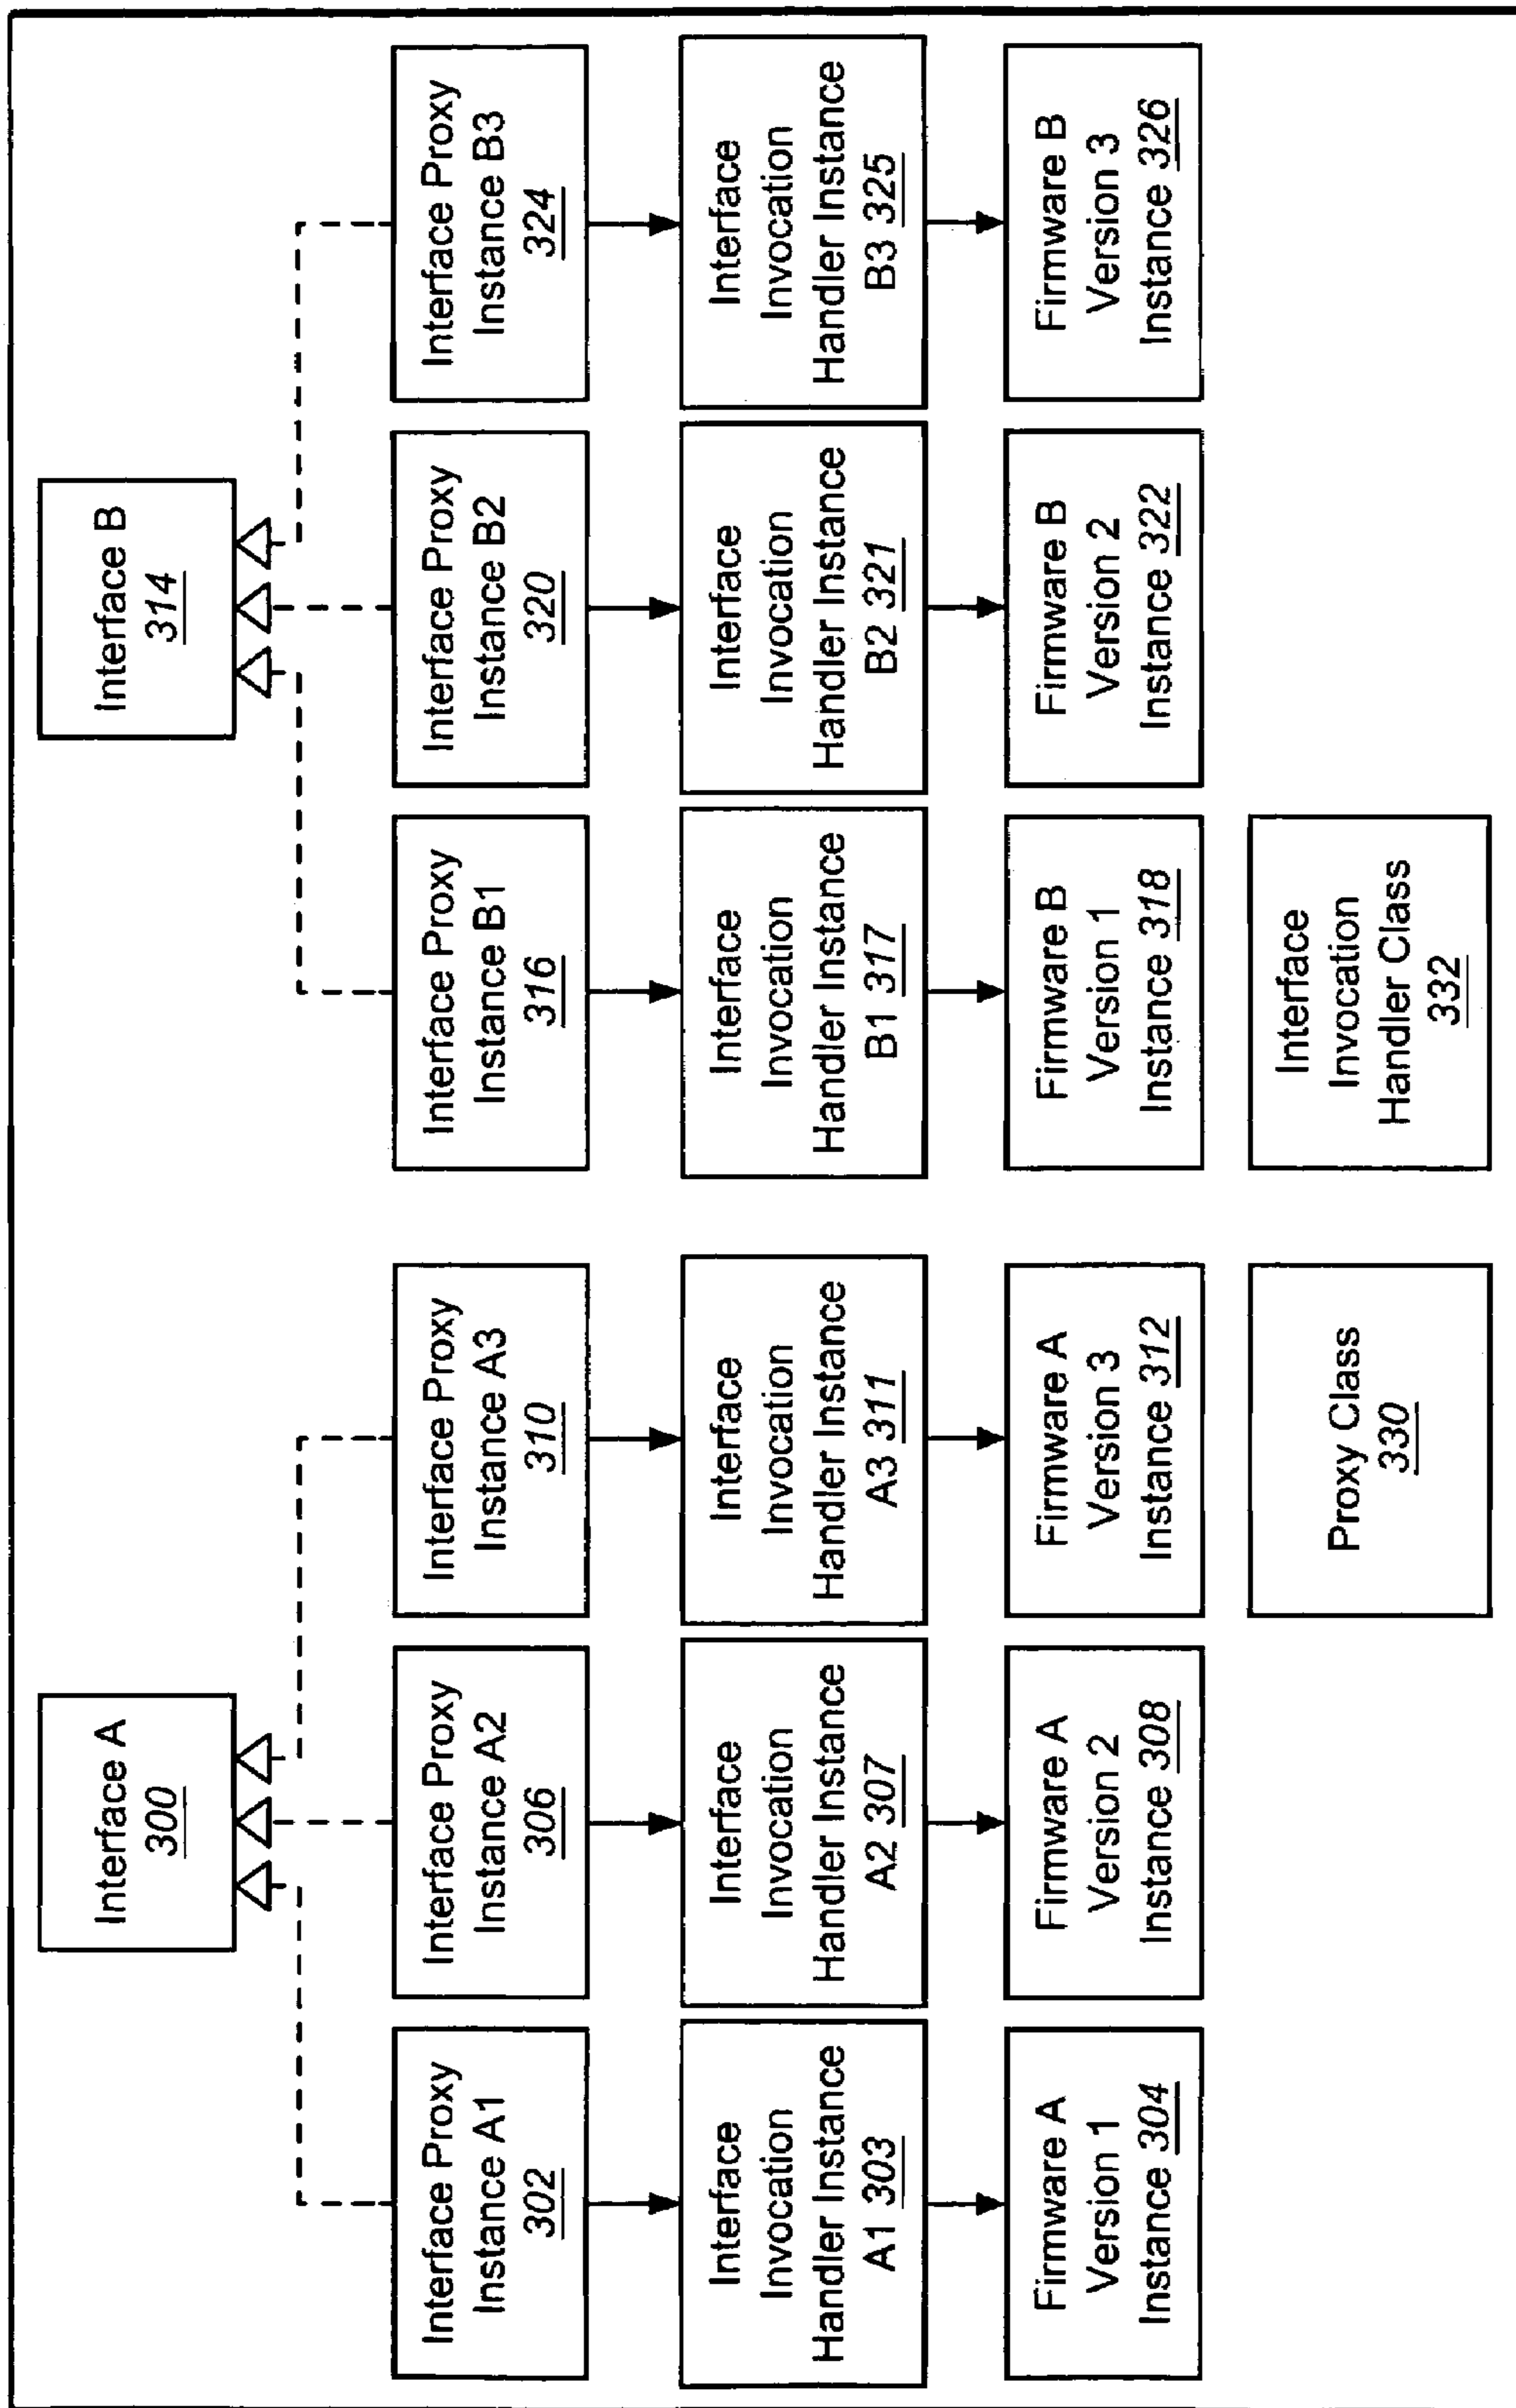 Interface A
300
Interface B
314
Interface Proxy
Instance A1
302
Interface Proxy
Instance A2
306
Interface Proxy
Instance A3
310
Interface Proxy
Instance B1
316
Interface Proxy
Instance B2
320
Interface Proxy
Instance B3
324
Interface
Invocation
Handler Instance
A1 303
Interface
Invocation
Handler Instance
A2 307
Interface
Invocation
Handler Instance
A3 311
Interface
Invocation
Handler Instance
B1 317
Interface
Invocation
Handler Instance
B2 321
Interface
Invocation
Handler Instance
B3 325
Firmware A
Version 1
Instance 304
Firmware A
Version 2
Instance 308
Firmware A
Version 3
Instance 312
Firmware B
Version 1
Instance 318
Firmware B
Version 2
Instance 322
Firmware B
Version 3
Instance 326
Proxy Class
330
Interface
Invocation
Handler Class
332